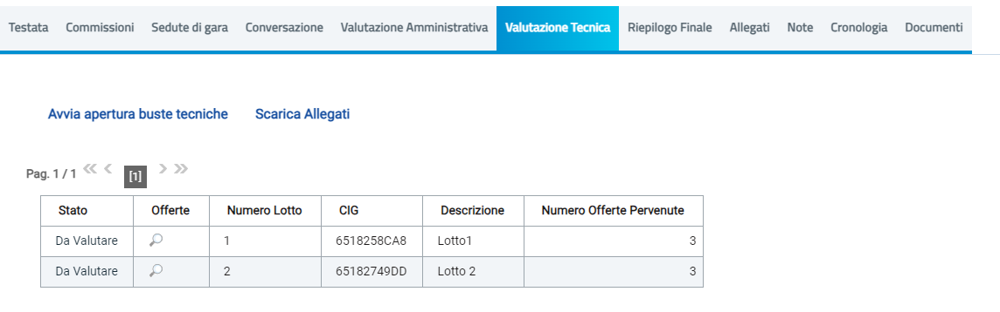 Testata Commissioni Sedute di gara Conversazione Valutazione Amministrativa Valutazione Tecnica Riepilogo Finale Allegati Note Cronologia Documenti
Avvia apertura buste tecniche Scarica Allegati
Pag. 1 / 1 [1]
Stato Offerte Numero Lotto CIG Descrizione Numero Offerte Pervenute
Da Valutare 1 6518258CA8 Lotto1 3
Da Valutare 2 65182749DD Lotto 2 3